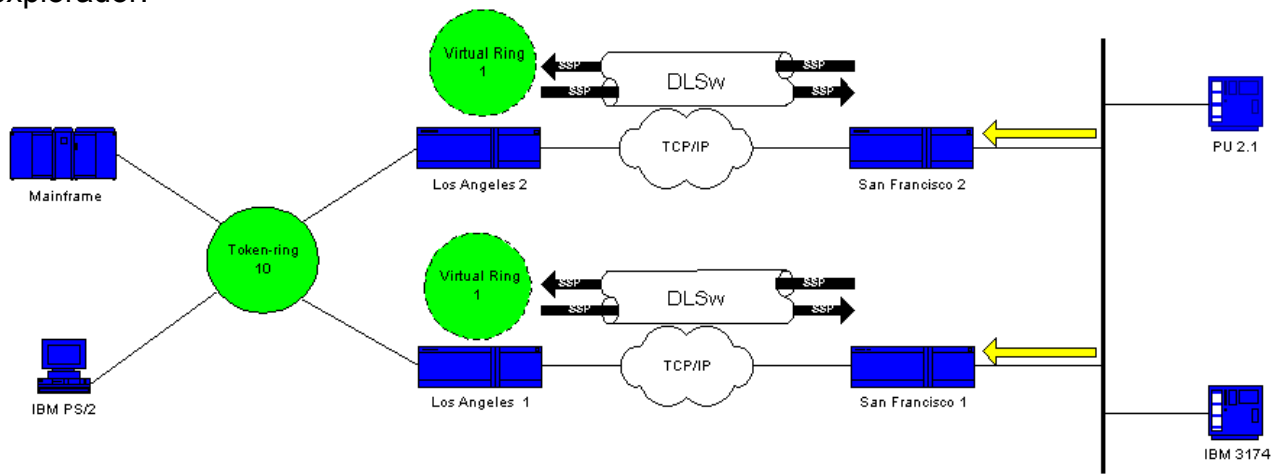 explorador.
Virtual Ring
1
SSP
SSP
DLSw
SSP
SSP
TCP/IP
Mainframe
Los Angeles 2
San Francisco 2
PU 2.1
Token-ring
10
Virtual Ring
1
SSP
SSP
DLSw
SSP
SSP
TCP/IP
IBM PS/2
Los Angeles 1
San Francisco 1
IBM 3174